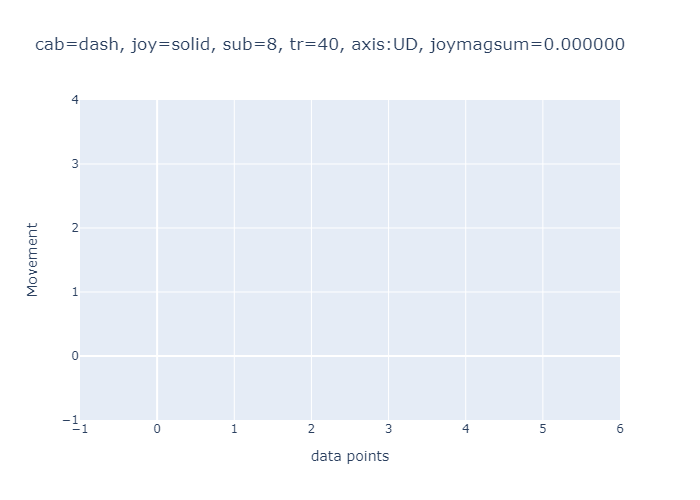 cab=dash, joy=solid, sub=8, tr=40, axis:UD, joymagsum=0.000000
4
3
2
1
0
−1
Movement
−1 0 1 2 3 4 5 6
data points